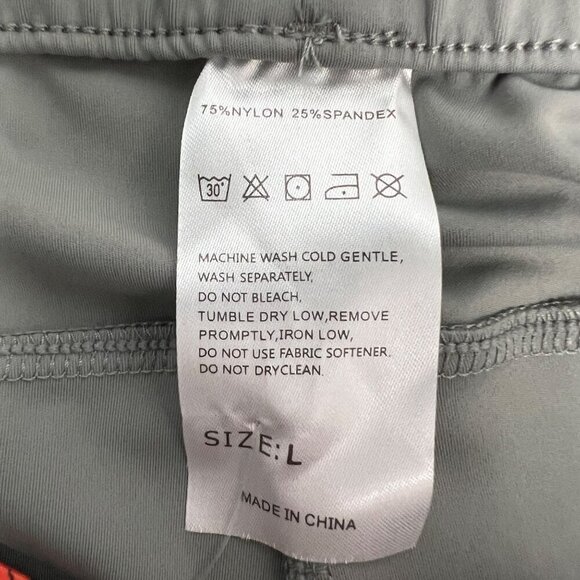 75%NYLON 25%SPANDEX
30°
MACHINE WASH COLD GENTLE,
WASH SEPARATELY,
DO NOT BLEACH,
TUMBLE DRY LOW,REMOVE
PROMPTLY,IRON LOW,
DO NOT USE FABRIC SOFTENER.
DO NOT DRYCLEAN.
SIZE:L
MADE IN CHINA